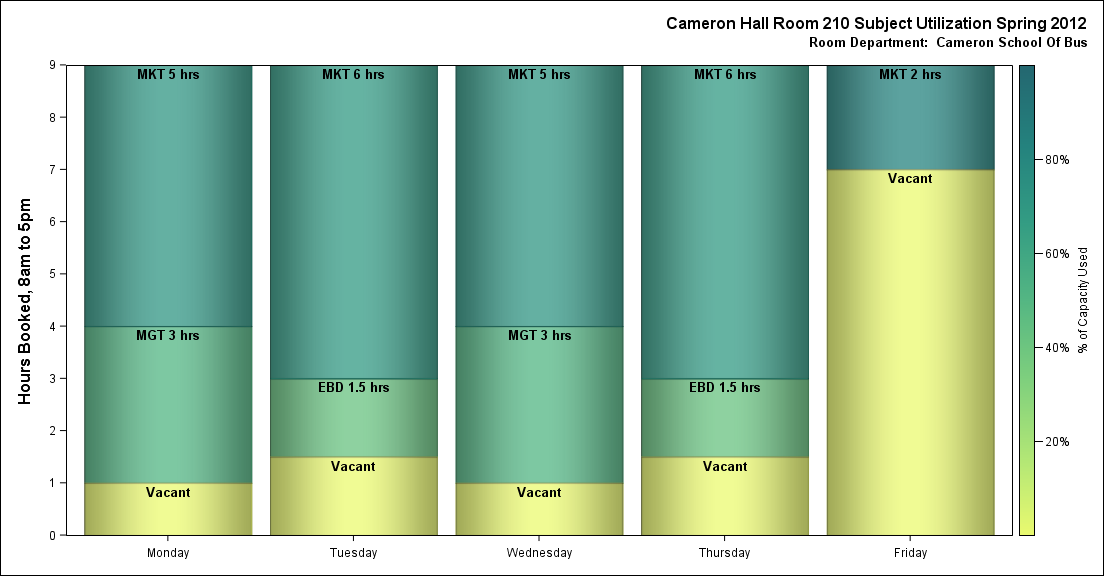 Cameron Hall Room 210 Subject Utilization Spring 2012
Room Department:  Cameron School Of Bus
Hours Booked, 8am to 5pm
9
8
7
6
5
4
3
2
1
0
MKT 5 hrs
MGT 3 hrs
Vacant
MKT 6 hrs
EBD 1.5 hrs
Vacant
MKT 5 hrs
MGT 3 hrs
Vacant
MKT 6 hrs
EBD 1.5 hrs
Vacant
MKT 2 hrs
Vacant
Monday
Tuesday
Wednesday
Thursday
Friday
80%
60%
40%
20%
% of Capacity Used